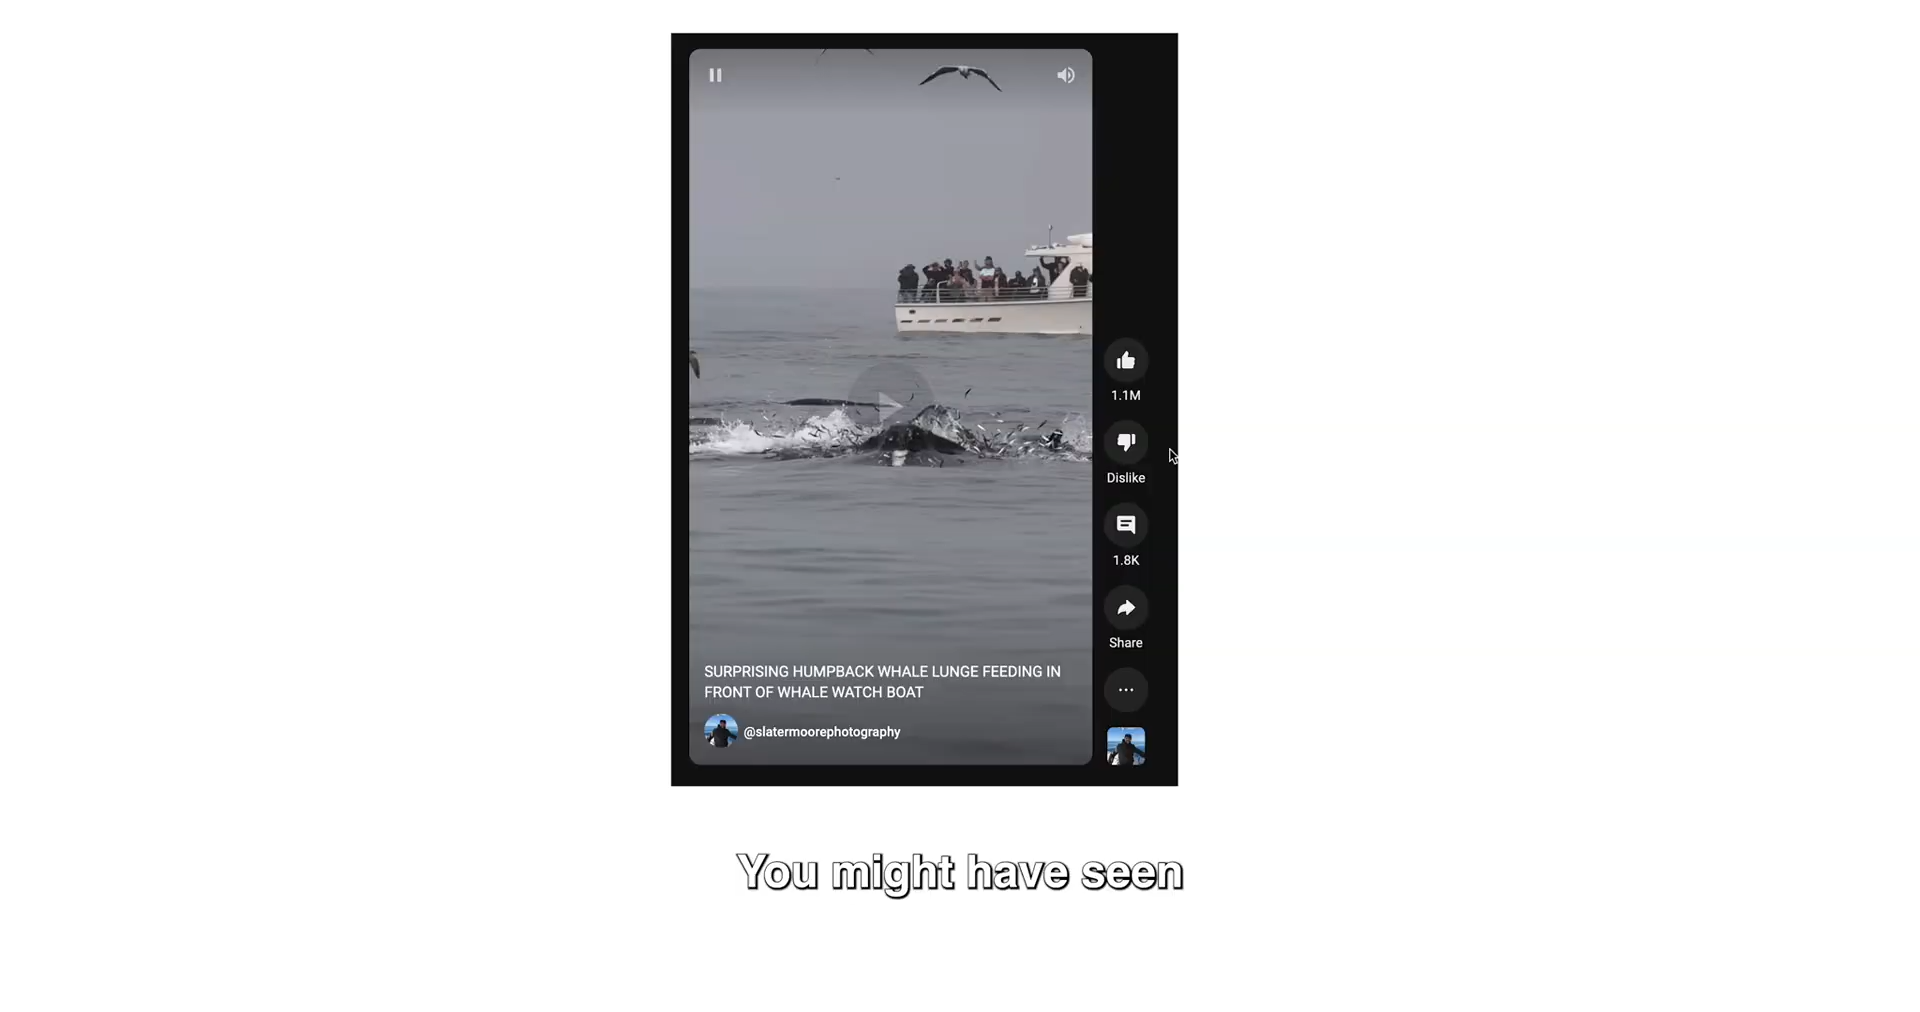 1.1M
Dislike
1.8K
Share
SURPRISING HUMPBACK WHALE LUNGE FEEDING IN
FRONT OF WHALE WATCH BOAT
@slatermoorephotography
You might have seen